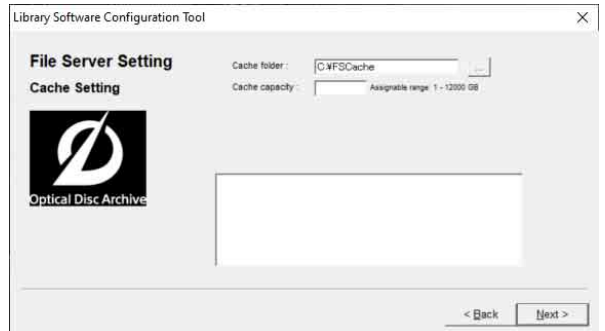 Library Software Configuration Tool
File Server Setting
Cache Setting
Cache folder :
C:¥FSCache
...
Cache capacity :
Assignable range: 1 - 12000 GB
Optical Disc Archive
< Back
Next >